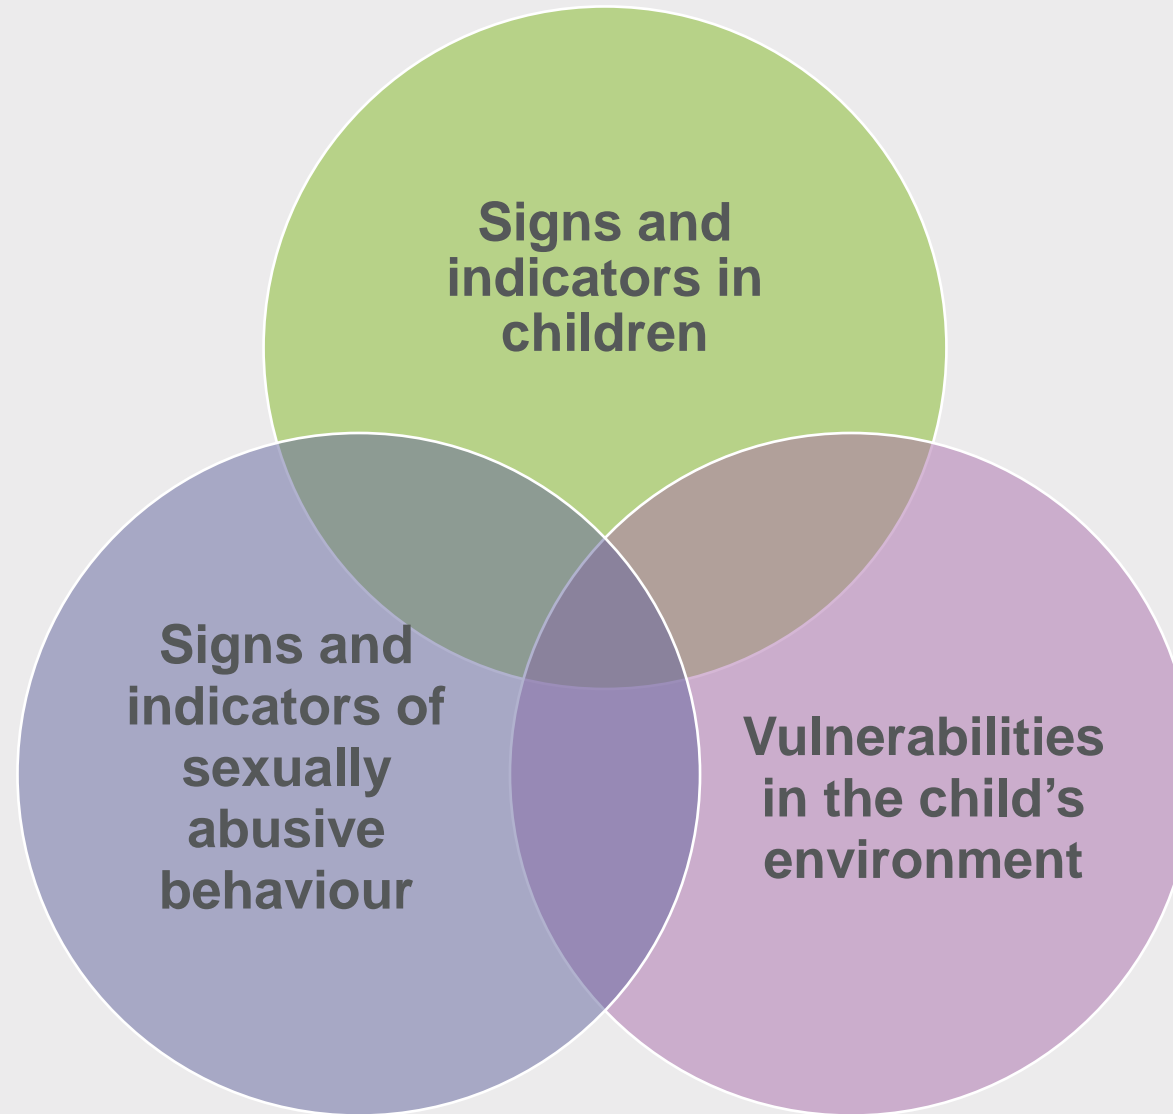 Signs and
indicators in
children
Signs and
indicators of
sexually
abusive
behaviour
Vulnerabilities
in the child’s
environment